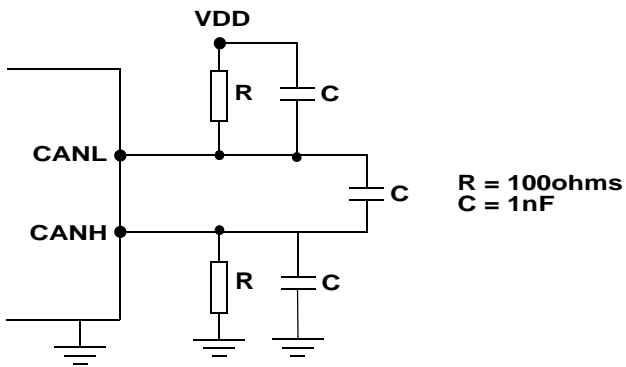 VDD
R
C
CANL
C
R = 100ohms
C = 1nF
CANH
R
C